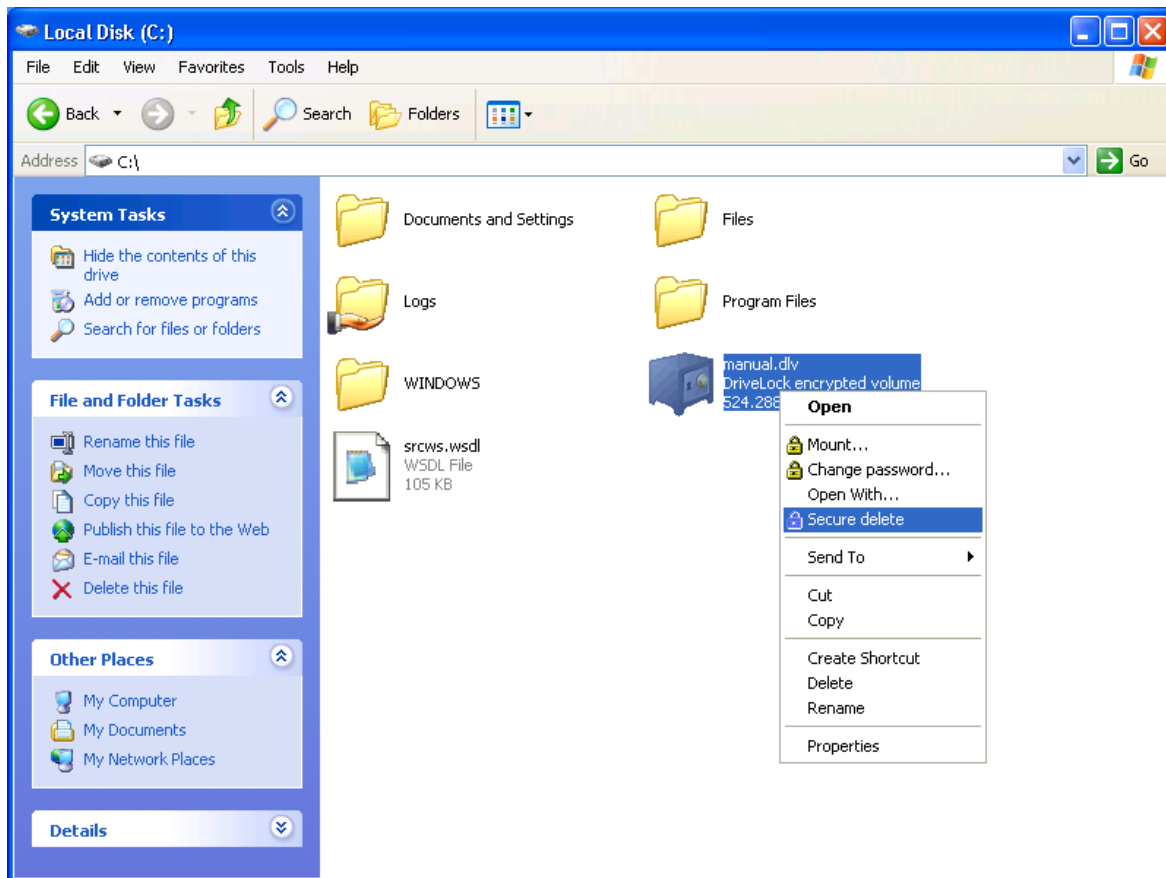 Local Disk (C:)
File Edit View Favorites Tools Help
Back Search Folders
Address C:\ Go
System Tasks
Hide the contents of this
drive
Add or remove programs
Search for files or folders
File and Folder Tasks
Rename this file
Move this file
Copy this file
Publish this file to the Web
E-mail this file
Delete this file
Other Places
My Computer
My Documents
My Network Places
Details
Documents and Settings
Files
Logs
Program Files
WINDOWS
manual.dlv
DriveLock encrypted volume
524.288
srcws.wsdl
WSDL File
105 KB
Open
Mount...
Change password...
Open With...
Secure delete
Send To
Cut
Copy
Create Shortcut
Delete
Rename
Properties